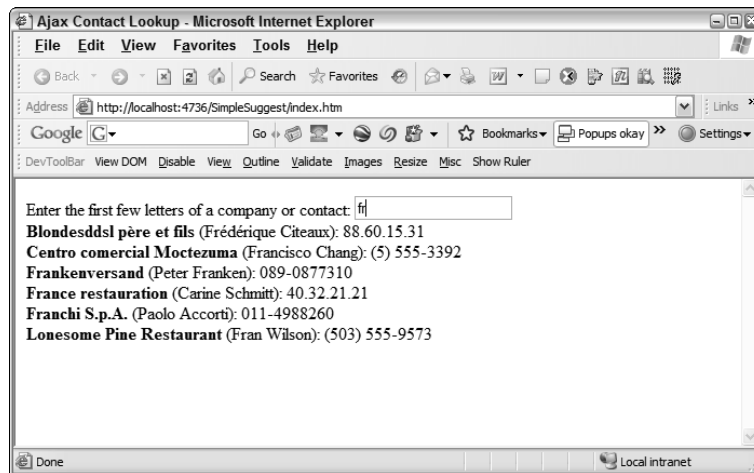 Ajax Contact Lookup - Microsoft Internet Explorer
File Edit View Favorites Tools Help
Back Search Favorites
Address http://localhost:4736/SimpleSuggest/index.htm Links »
Google G Go Bookmarks Popups okay » Settings
DevToolBar View DOM Disable View Outline Validate Images Resize Misc Show Ruler
Enter the first few letters of a company or contact: fr
Blondesddsl père et fils (Frédérique Citeaux): 88.60.15.31
Centro comercial Moctezuma (Francisco Chang): (5) 555-3392
Frankenversand (Peter Franken): 089-0877310
France restauration (Carine Schmitt): 40.32.21.21
Franchi S.p.A. (Paolo Accorti): 011-4988260
Lonesome Pine Restaurant (Fran Wilson): (503) 555-9573
Done Local intranet